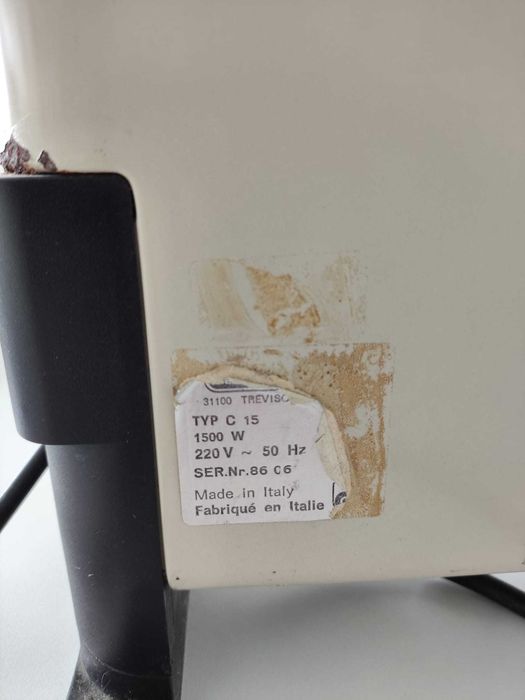 31100 TREVISO
TYP C 15
1500 W
220 V ~ 50 Hz
SER.Nr.86 06
Made in Italy
Fabriqué en Italie